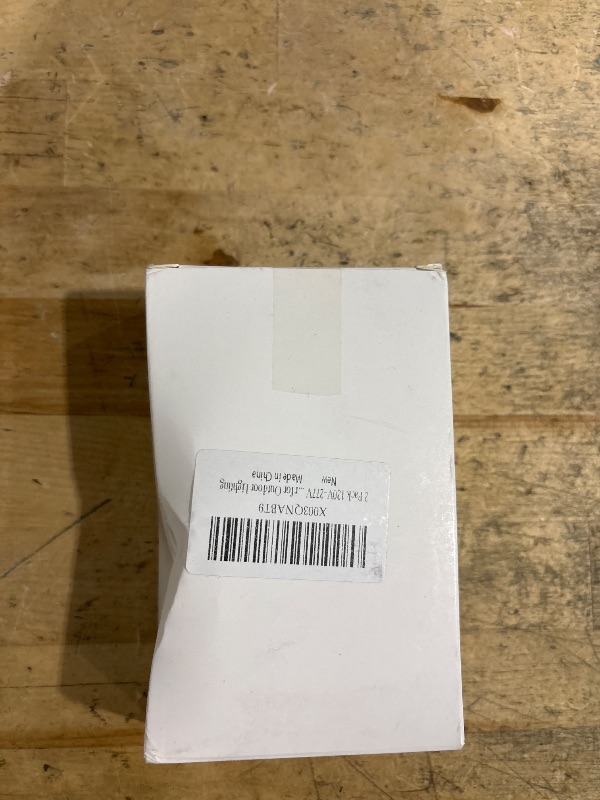 X003QNABT9
2 Pack 120V-277V ...r for Outdoor Lighting
New
Made in China